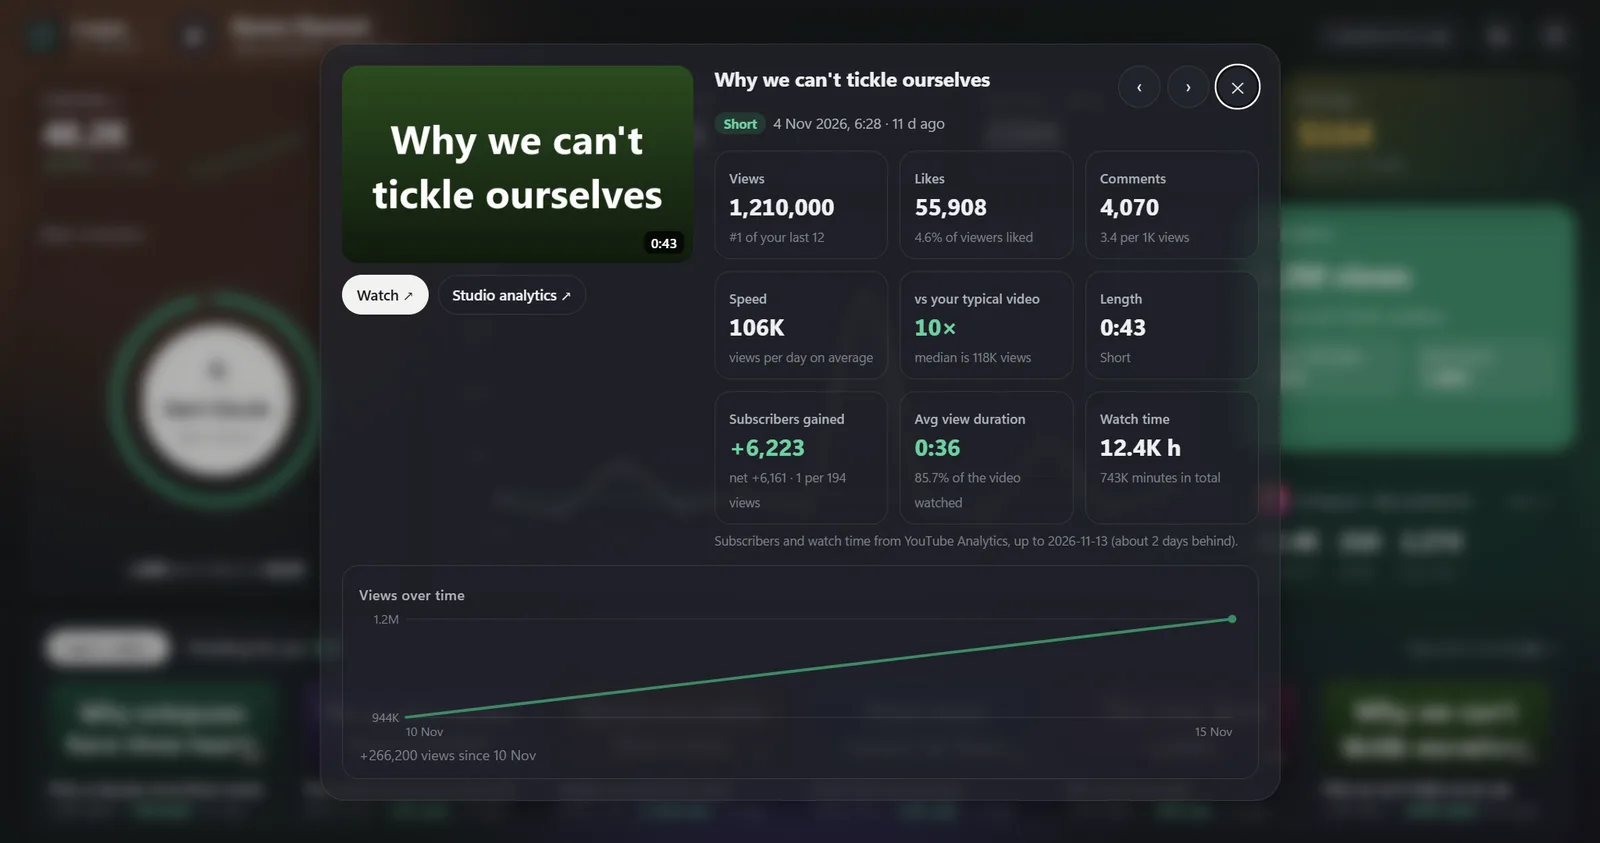 Why we can't
tickle ourselves
0:43
Watch ↗
Studio analytics ↗
Why we can't tickle ourselves
‹ › ×
Short 4 Nov 2026, 6:28 · 11 d ago
Views
1,210,000
#1 of your last 12
Likes
55,908
4.6% of viewers liked
Comments
4,070
3.4 per 1K views
Speed
106K
views per day on average
vs your typical video
10×
median is 118K views
Length
0:43
Short
Subscribers gained
+6,223
net +6,161 · 1 per 194
views
Avg view duration
0:36
85.7% of the video
watched
Watch time
12.4K h
743K minutes in total
Subscribers and watch time from YouTube Analytics, up to 2026-11-13 (about 2 days behind).
Views over time
1.2M
944K
10 Nov
15 Nov
+266,200 views since 10 Nov